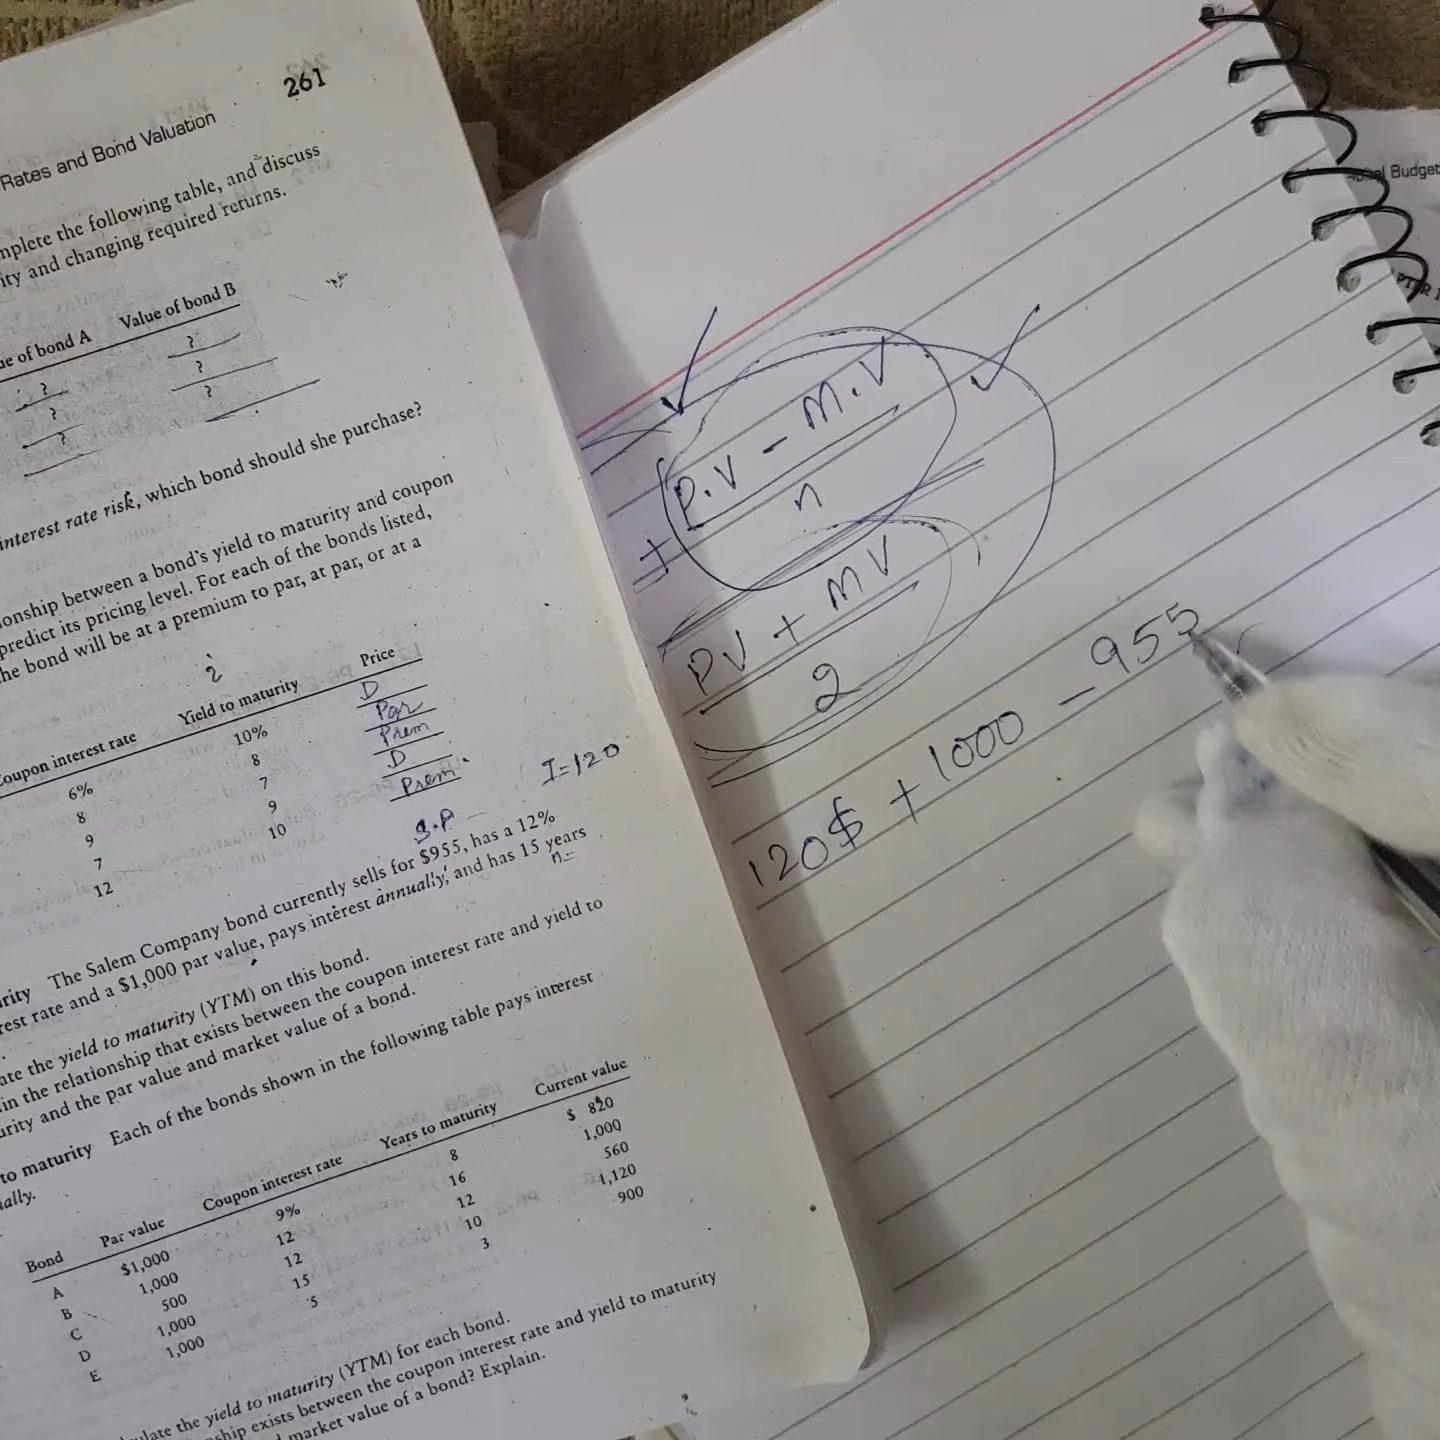 261
Rates and Bond Valuation
mplete the following table, and discuss
ity and changing required returns.
ue of bond A Value of bond B
? ?
? ?
? ?
interest rate risk, which bond should she purchase?
onship between a bond's yield to maturity and coupon
predict its pricing level. For each of the bonds listed,
he bond will be at a premium to par, at par, or at a
Coupon interest rate Yield to maturity Price
6% 10% D
8 8 Par
9 7 Prem
7 9 D
12 10 Prem
S.P I=120
rity The Salem Company bond currently sells for $955, has a 12%
rest rate and a $1,000 par value, pays interest annually, and has 15 years
n=
ate the yield to maturity (YTM) on this bond.
in the relationship that exists between the coupon interest rate and yield to
urity and the par value and market value of a bond.
to maturity Each of the bonds shown in the following table pays interest
ally.
Bond Par value Coupon interest rate Years to maturity Current value
A $1,000 9% 8 $ 820
B 1,000 12 16 1,000
C 500 12 12 560
D 1,000 15 10 1,120
E 1,000 5 3 900
culate the yield to maturity (YTM) for each bond.
nship exists between the coupon interest rate and yield to maturity
d market value of a bond? Explain.
P.V - M.V
+ n
PV + MV
2
120$ + 1000 - 955
Capital Budget